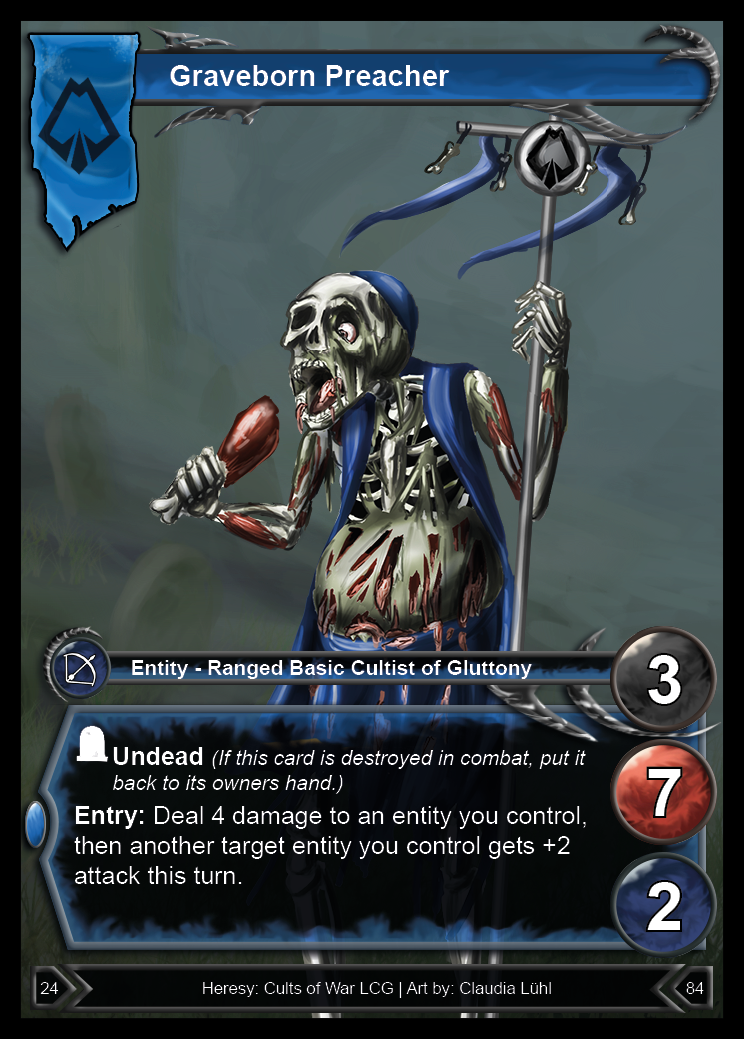 Graveborn Preacher
Entity - Ranged Basic Cultist of Gluttony
3
Undead (If this card is destroyed in combat, put it
back to its owners hand.)
7
Entry: Deal 4 damage to an entity you control,
then another target entity you control gets +2
attack this turn.
2
24
Heresy: Cults of War LCG | Art by: Claudia Lühl
84